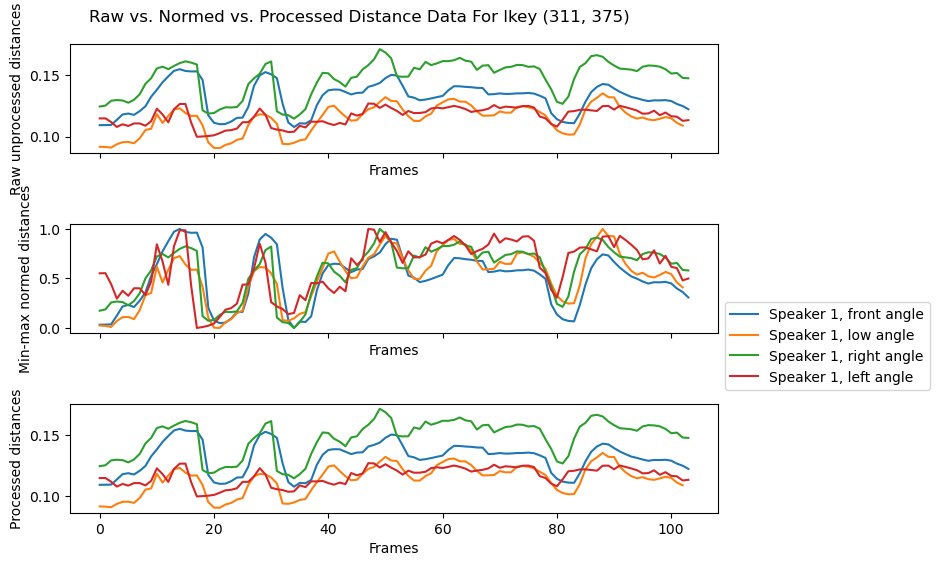 Raw vs. Normed vs. Processed Distance Data For lkey (311, 375)
Raw unprocessed distances
0.15
0.10
Frames
Min-max normed distances
1.0
0.5
0.0
Frames
Speaker 1, front angle
Speaker 1, low angle
Speaker 1, right angle
Speaker 1, left angle
Processed distances
0.15
0.10
0 20 40 60 80 100
Frames